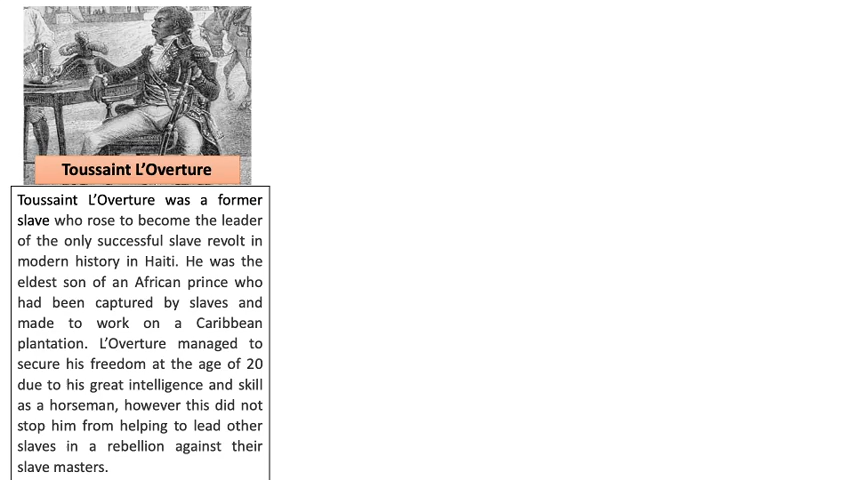 Toussaint L’Overture
Toussaint L’Overture was a former
slave who rose to become the leader
of the only successful slave revolt in
modern history in Haiti. He was the
eldest son of an African prince who
had been captured by slaves and
made to work on a Caribbean
plantation. L’Overture managed to
secure his freedom at the age of 20
due to his great intelligence and skill
as a horseman, however this did not
stop him from helping to lead other
slaves in a rebellion against their
slave masters.